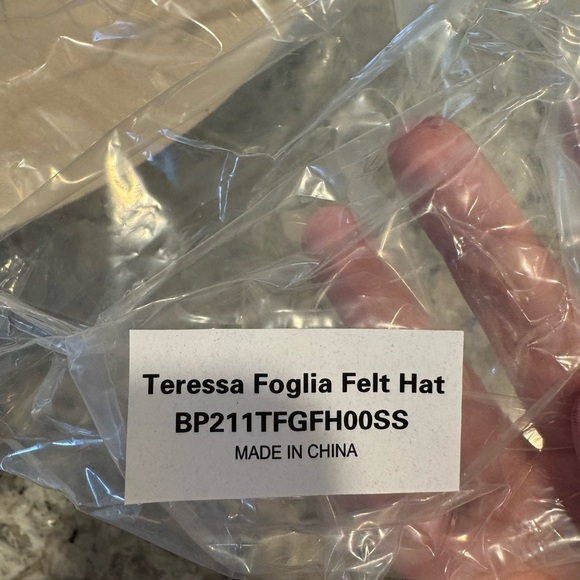 Teressa Foglia Felt Hat
BP211TFGFH00SS
MADE IN CHINA